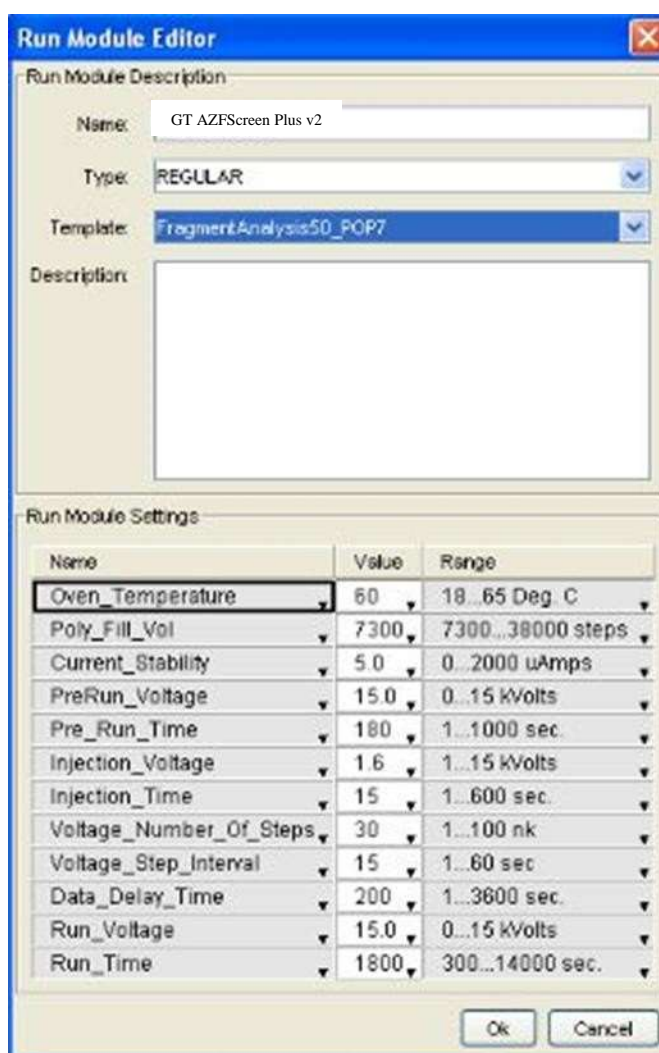 Run Module Editor
Run Module Description
Name: GT AZFScreen Plus v2
Type: REGULAR
Template: FragmentAnalysis50_POP7
Description:
Run Module Settings
Name Value Range
Oven_Temperature 60 18...65 Deg. C
Poly_Fill_Vol 7300 7300...38000 steps
Current_Stability 5.0 0...2000 uAmps
PreRun_Voltage 15.0 0...15 kVolts
Pre_Run_Time 180 1...1000 sec.
Injection_Voltage 1.6 1...15 kVolts
Injection_Time 15 1...600 sec.
Voltage_Number_Of_Steps 30 1...100 nk
Voltage_Step_Interval 15 1...60 sec
Data_Delay_Time 200 1...3600 sec.
Run_Voltage 15.0 0...15 kVolts
Run_Time 1800 300...14000 sec.
Ok Cancel